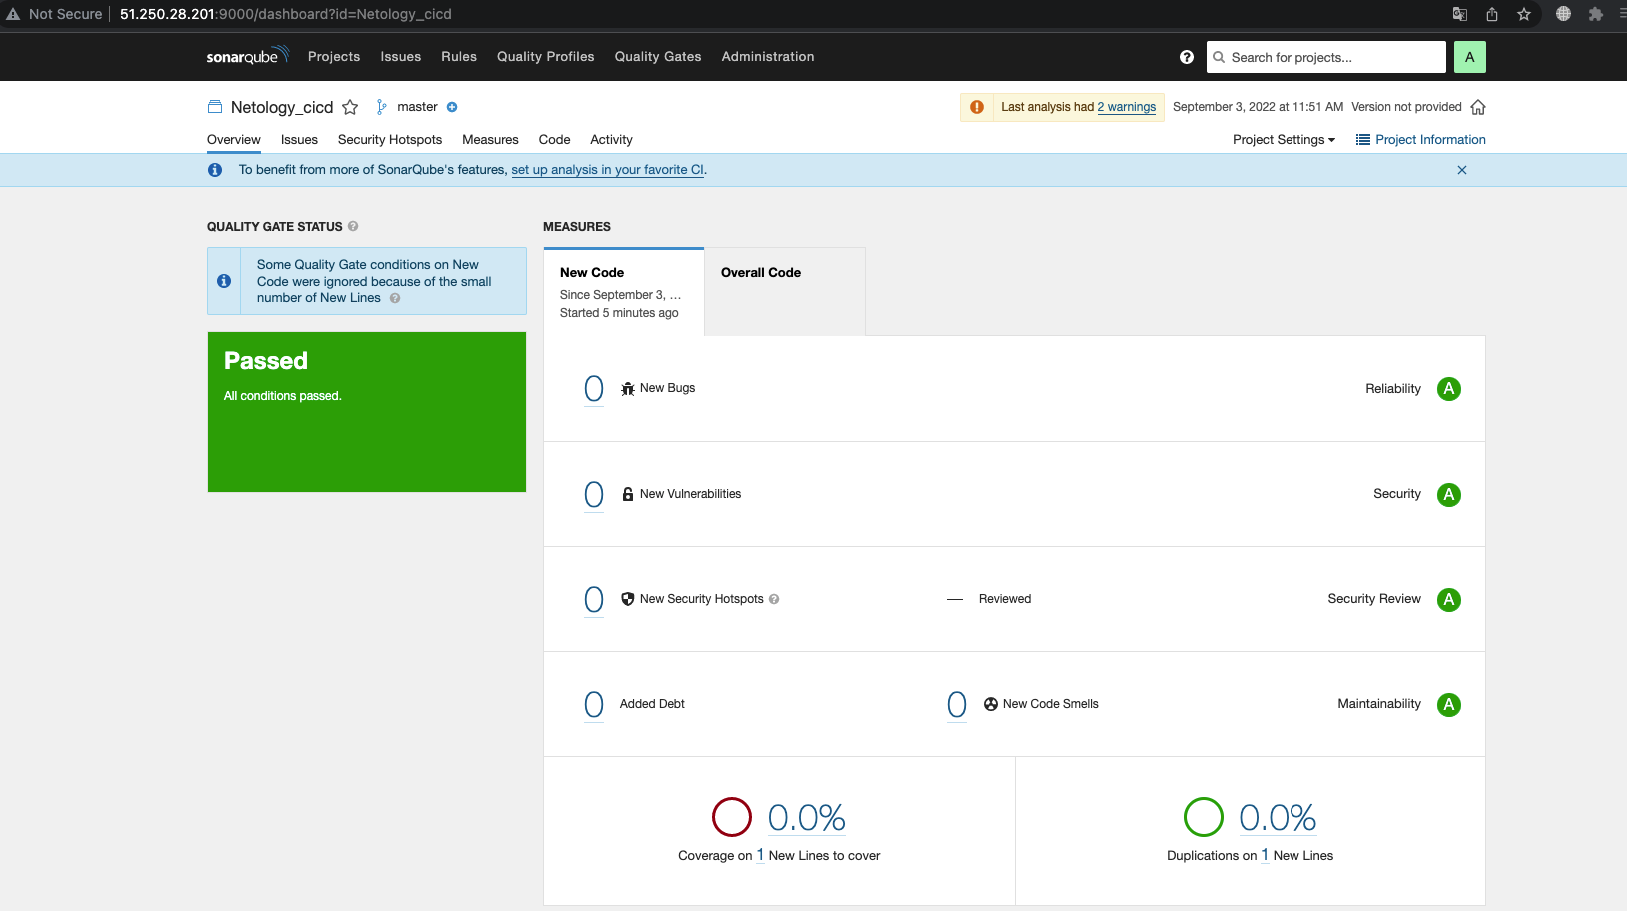 Not Secure | 51.250.28.201:9000/dashboard?id=Netology_cicd
sonarqube Projects Issues Rules Quality Profiles Quality Gates Administration ? Search for projects... A
Netology_cicd master Last analysis had 2 warnings September 3, 2022 at 11:51 AM Version not provided
Overview Issues Security Hotspots Measures Code Activity Project Settings Project Information
To benefit from more of SonarQube's features, set up analysis in your favorite CI.
QUALITY GATE STATUS ?
MEASURES
Some Quality Gate conditions on New
Code were ignored because of the small
number of New Lines ?
Passed
All conditions passed.
New Code
Since September 3, ...
Started 5 minutes ago
Overall Code
0 New Bugs Reliability A
0 New Vulnerabilities Security A
0 New Security Hotspots ? — Reviewed Security Review A
0 Added Debt 0 New Code Smells Maintainability A
0.0%
Coverage on 1 New Lines to cover
0.0%
Duplications on 1 New Lines